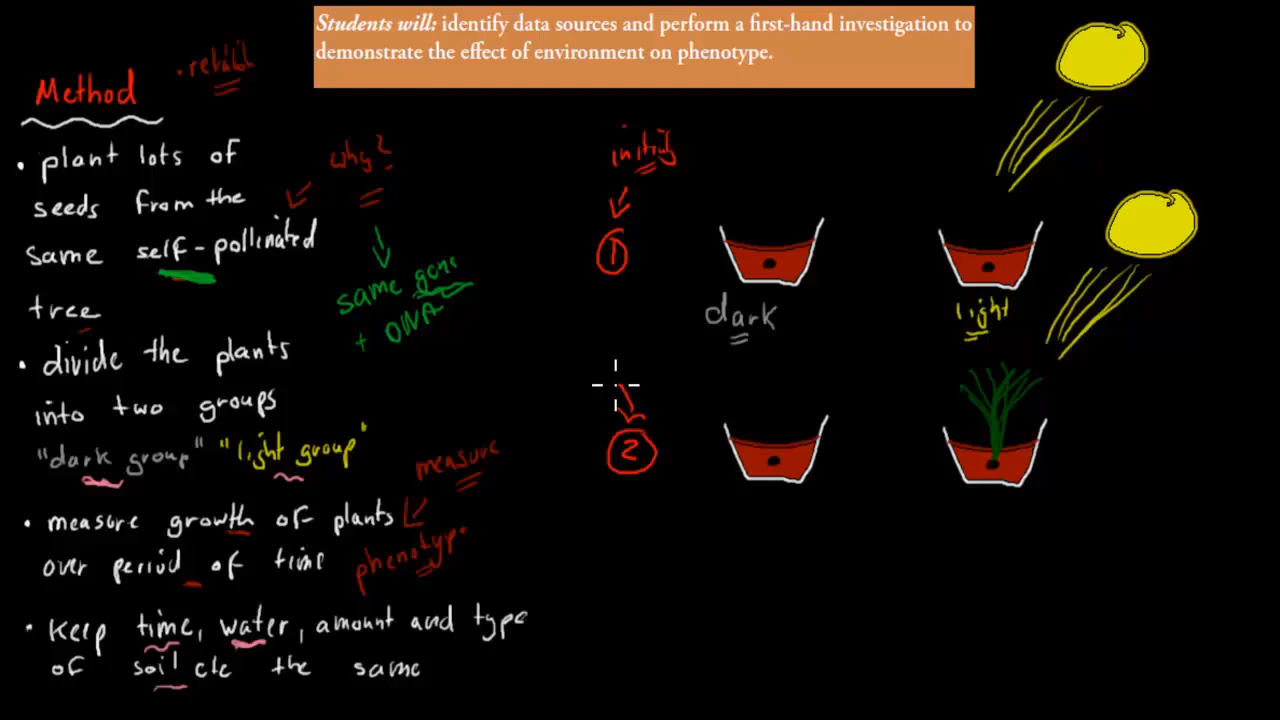 Students will: identify data sources and perform a first-hand investigation to
demonstrate the effect of environment on phenotype.
Method
• plant lots of
seeds from the
same self-pollinated
tree
why?
same gene
+ DNA
• divide the plants
into two groups
"dark group" "light group"
• measure growth of plants
over period of time
measure
phenotype
• Keep time, water, amount and type
of soil etc the same
1
dark
light
2